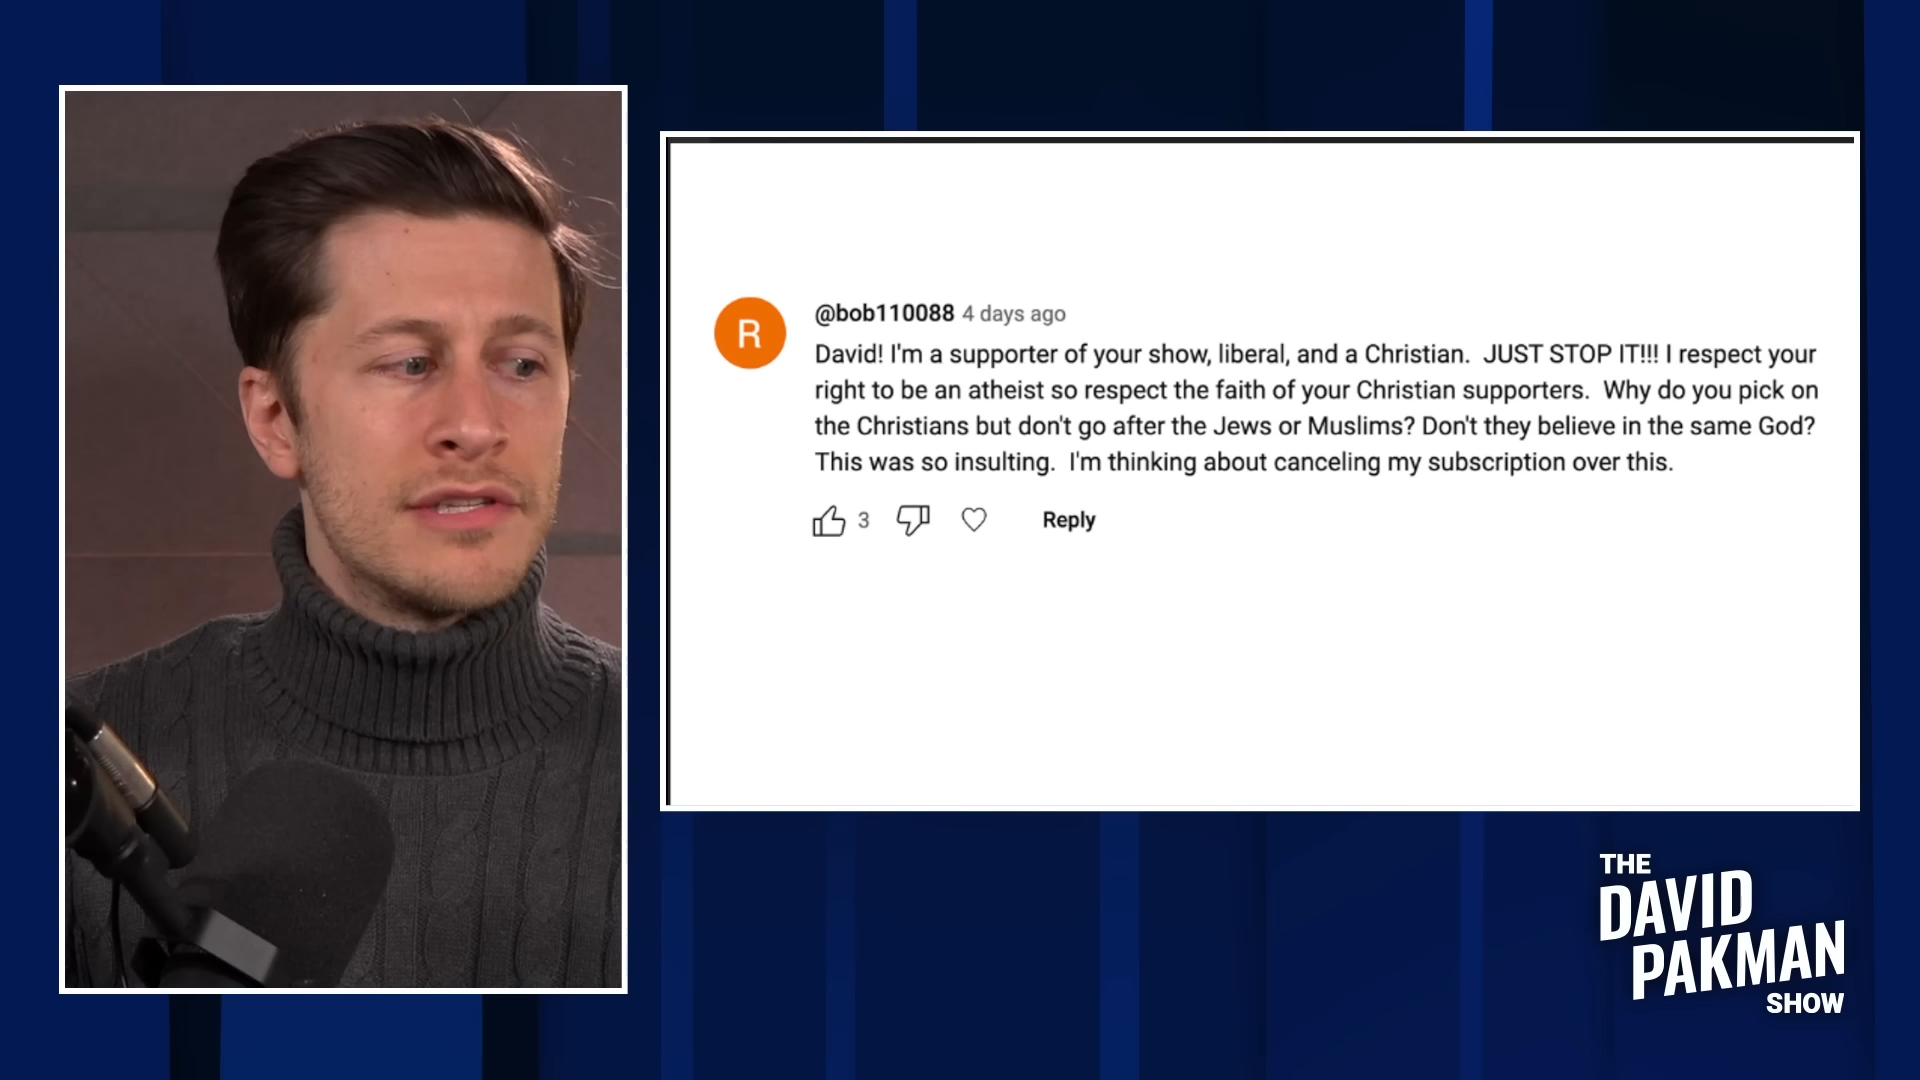 R
@bob110088 4 days ago
David! I'm a supporter of your show, liberal, and a Christian.  JUST STOP IT!!! I respect your
right to be an atheist so respect the faith of your Christian supporters.  Why do you pick on
the Christians but don't go after the Jews or Muslims? Don't they believe in the same God?
This was so insulting.  I'm thinking about canceling my subscription over this.
3 Reply
THE
DAVID
PAKMAN
SHOW